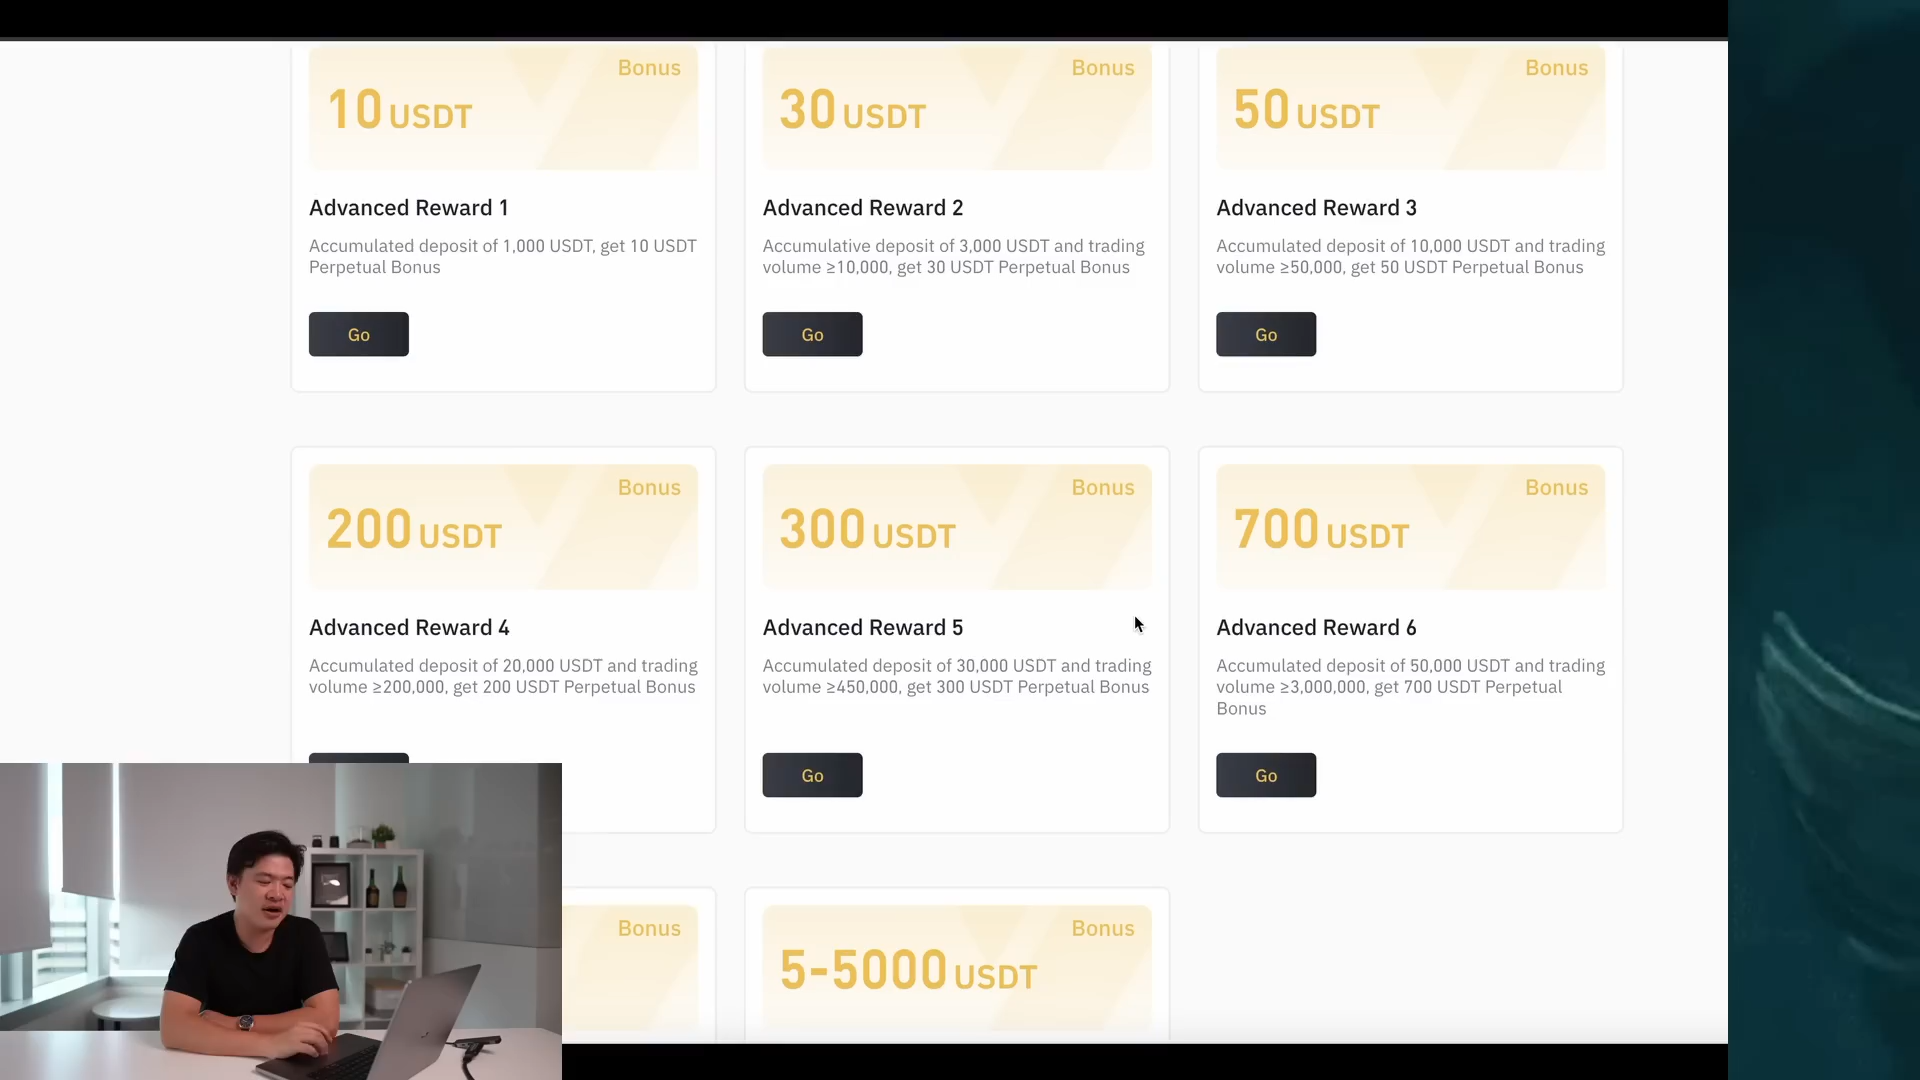 Bonus
10 USDT
Advanced Reward 1
Accumulated deposit of 1,000 USDT, get 10 USDT
Perpetual Bonus
Go
Bonus
30 USDT
Advanced Reward 2
Accumulative deposit of 3,000 USDT and trading
volume ≥10,000, get 30 USDT Perpetual Bonus
Go
Bonus
50 USDT
Advanced Reward 3
Accumulated deposit of 10,000 USDT and trading
volume ≥50,000, get 50 USDT Perpetual Bonus
Go
Bonus
200 USDT
Advanced Reward 4
Accumulated deposit of 20,000 USDT and trading
volume ≥200,000, get 200 USDT Perpetual Bonus
Bonus
300 USDT
Advanced Reward 5
Accumulated deposit of 30,000 USDT and trading
volume ≥450,000, get 300 USDT Perpetual Bonus
Go
Bonus
700 USDT
Advanced Reward 6
Accumulated deposit of 50,000 USDT and trading
volume ≥3,000,000, get 700 USDT Perpetual
Bonus
Go
Bonus
Bonus
5-5000 USDT